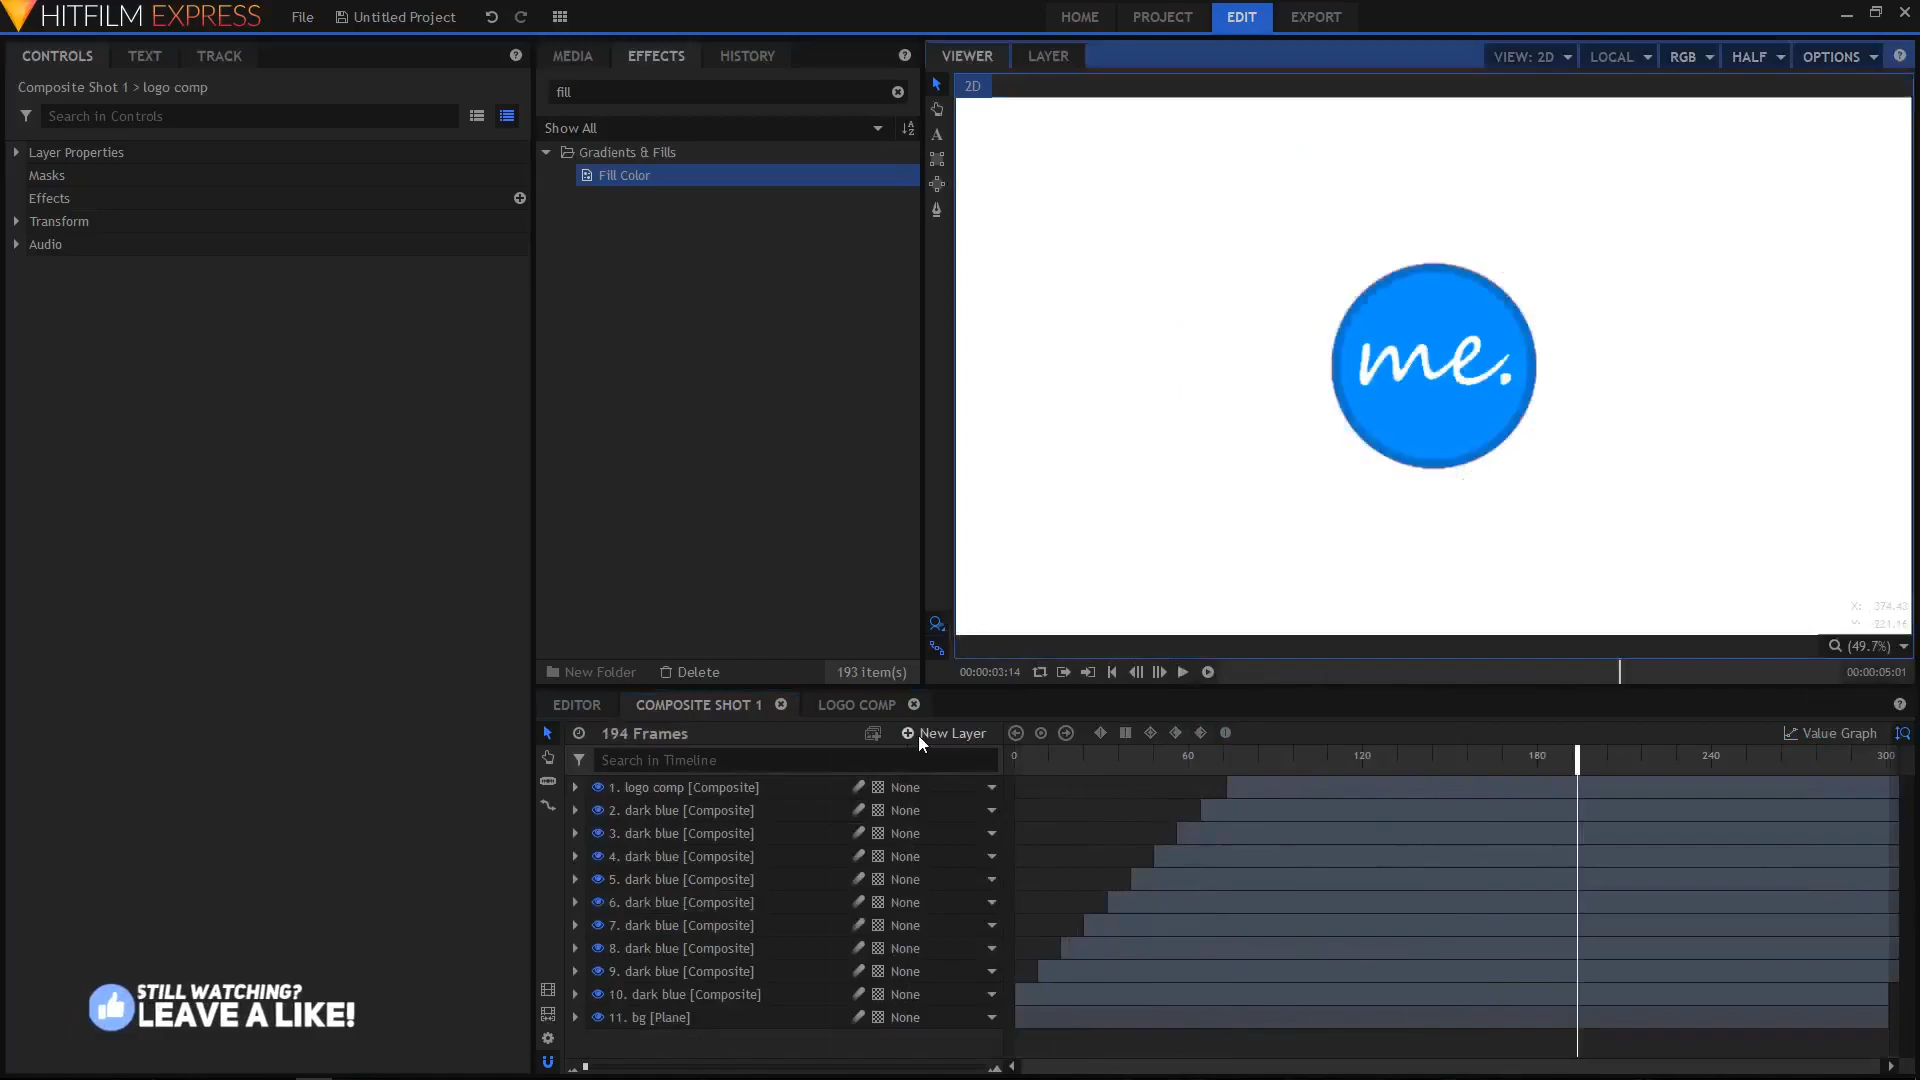 HITFILM EXPRESS File Untitled Project HOME PROJECT EDIT EXPORT
CONTROLS TEXT TRACK
Composite Shot 1 > logo comp
Search in Controls
Layer Properties
Masks
Effects
Transform
Audio
MEDIA EFFECTS HISTORY
fill
Show All
Gradients & Fills
Fill Color
New Folder Delete 193 item(s)
VIEWER LAYER VIEW: 2D LOCAL RGB HALF OPTIONS
2D
me.
X: 374.43
Y: -221.16
(49.7%)
00:00:03:14 00:00:05:01
EDITOR COMPOSITE SHOT 1 LOGO COMP
194 Frames New Layer Value Graph
Search in Timeline
0 60 120 180 240 300
1. logo comp [Composite] None
2. dark blue [Composite] None
3. dark blue [Composite] None
4. dark blue [Composite] None
5. dark blue [Composite] None
6. dark blue [Composite] None
7. dark blue [Composite] None
8. dark blue [Composite] None
9. dark blue [Composite] None
10. dark blue [Composite] None
11. bg [Plane] None
STILL WATCHING?
LEAVE A LIKE!